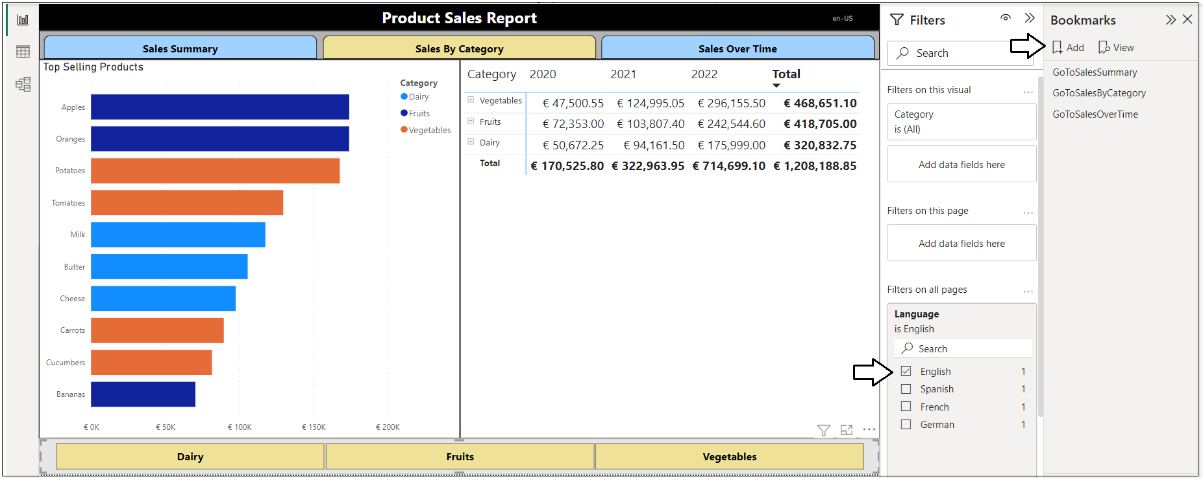 Product Sales Report
en-US
Sales Summary
Sales By Category
Sales Over Time
Top Selling Products
Category
Dairy
Fruits
Vegetables
Apples
Oranges
Potatoes
Tomatoes
Milk
Butter
Cheese
Carrots
Cucumbers
Bananas
€ 0K € 50K € 100K € 150K € 200K
Category 2020 2021 2022 Total
Vegetables € 47,500.55 € 124,995.05 € 296,155.50 € 468,651.10
Fruits € 72,353.00 € 103,807.40 € 242,544.60 € 418,705.00
Dairy € 50,672.25 € 94,161.50 € 175,999.00 € 320,832.75
Total € 170,525.80 € 322,963.95 € 714,699.10 € 1,208,188.85
Dairy
Fruits
Vegetables
Filters
Search
Filters on this visual ...
Category
is (All)
Add data fields here
Filters on this page ...
Add data fields here
Filters on all pages ...
Language
is English
Search
English 1
Spanish 1
French 1
German 1
Bookmarks
Add View
GoToSalesSummary
GoToSalesByCategory
GoToSalesOverTime